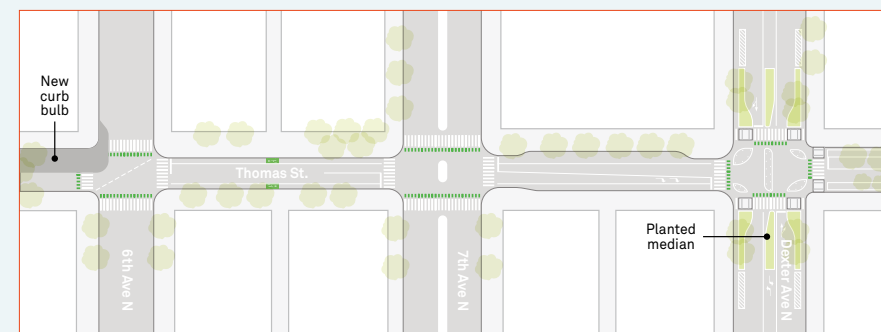 New
curb
bulb
Thomas St.
Planted
median
6th Ave N
7th Ave N
Dexter Ave N